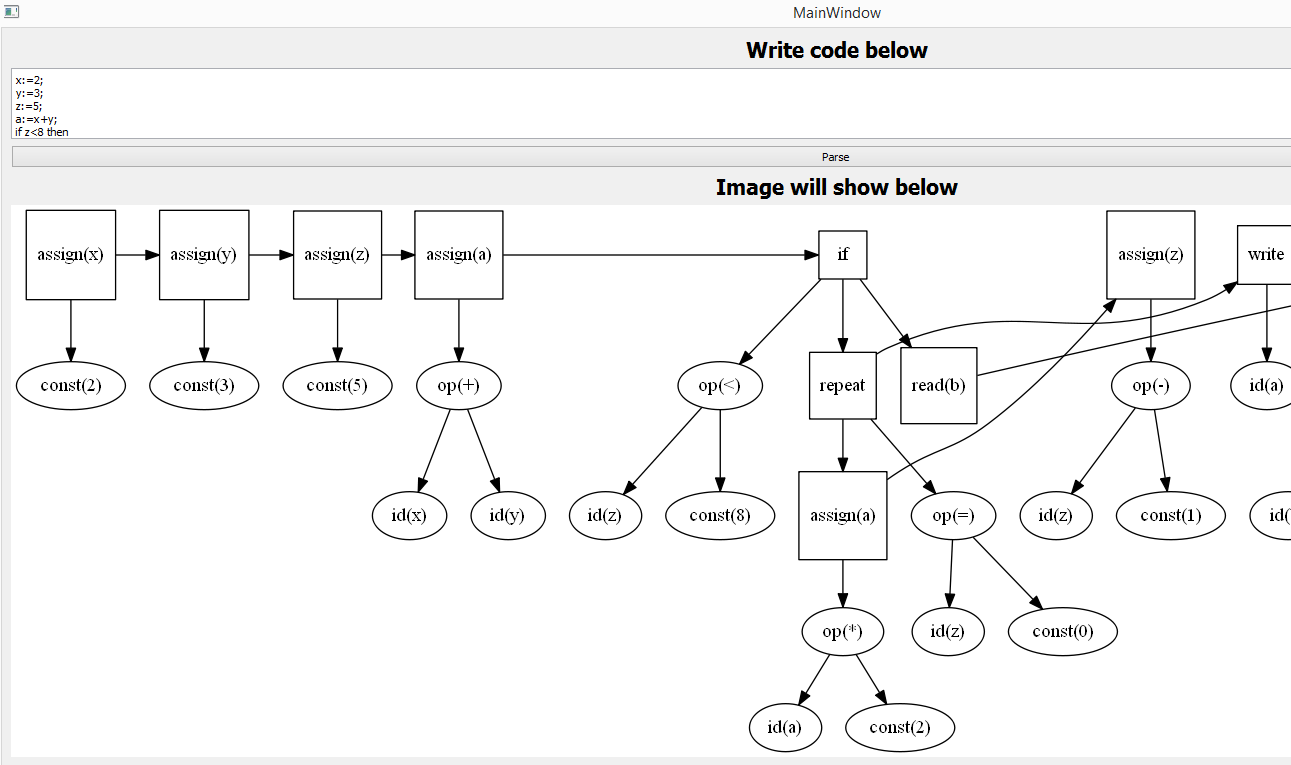 MainWindow
Write code below
x:=2;
y:=3;
z:=5;
a:=x+y;
if z<8 then
Parse
Image will show below
assign(x)
assign(y)
assign(z)
assign(a)
if
assign(z)
write
const(2)
const(3)
const(5)
op(+)
op(<)
repeat
read(b)
op(-)
id(a)
id(x)
id(y)
id(z)
const(8)
assign(a)
op(=)
id(z)
const(1)
id(
op(*)
id(z)
const(0)
id(a)
const(2)